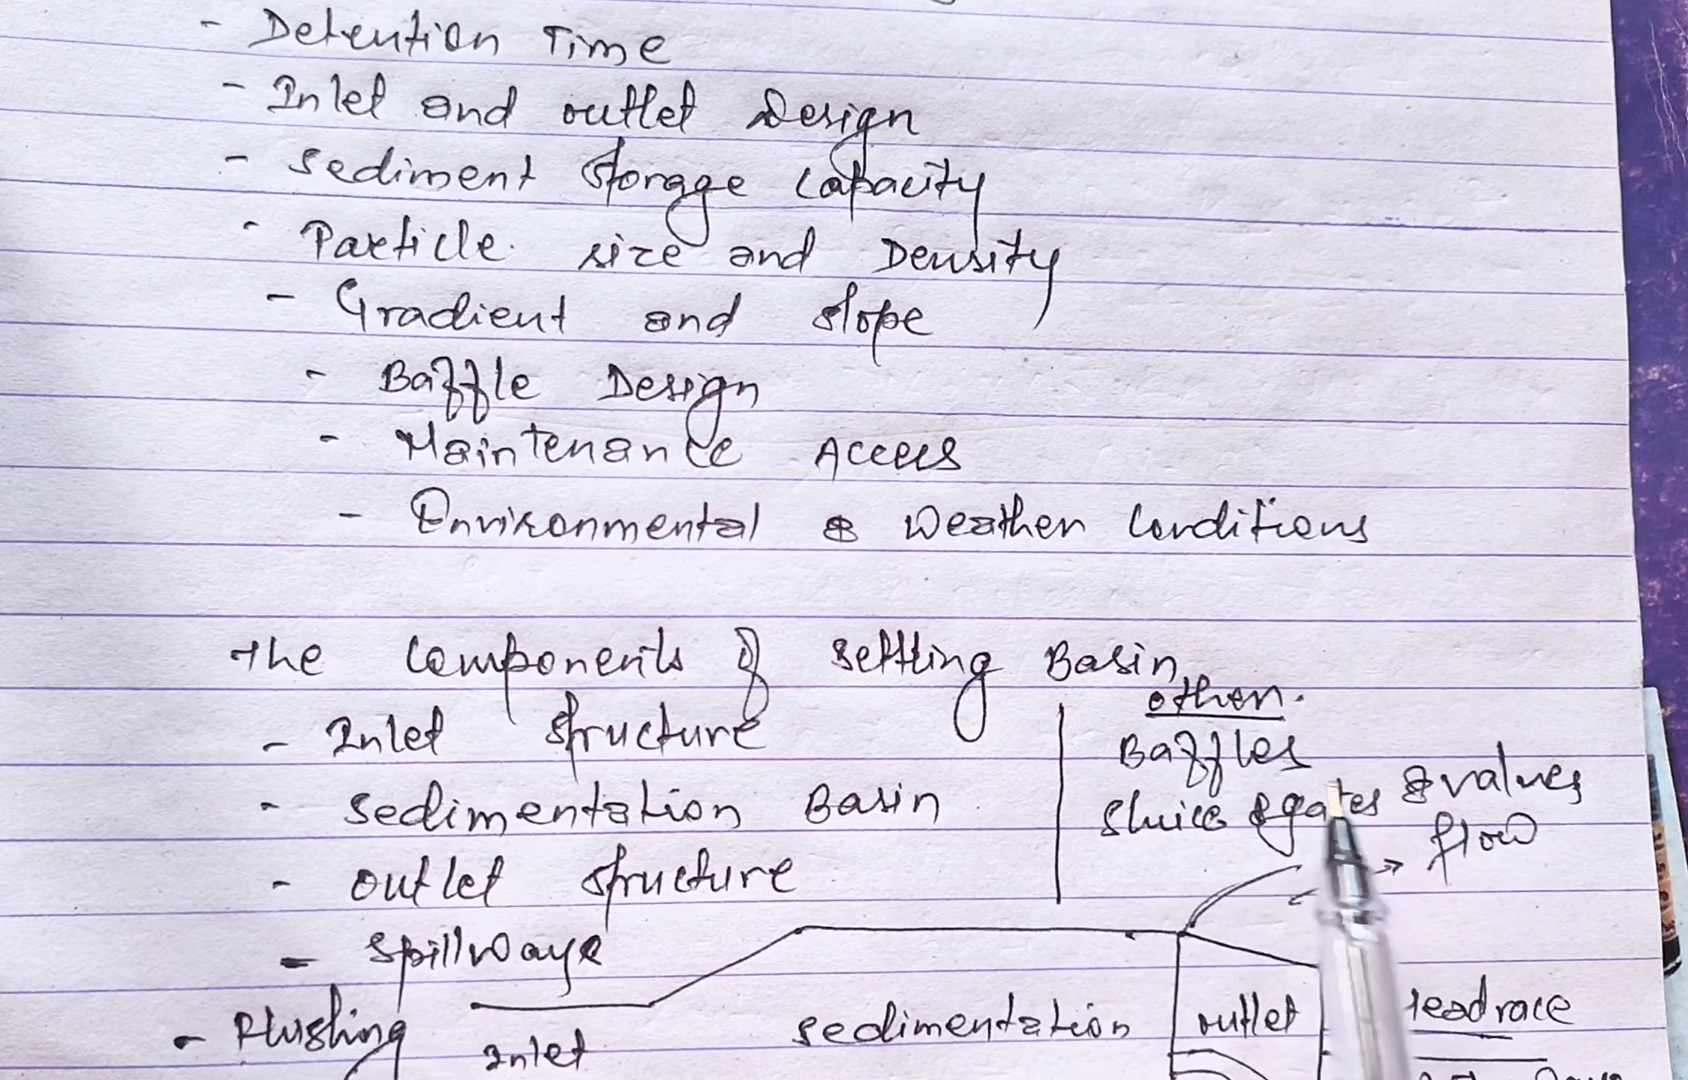 - Detention Time
- Inlet and outlet Design
- Sediment Storage Capacity
- Particle size and Density
- Gradient and Slope
- Baffle Design
- Maintenance Access
- Environmental & Weather Conditions
The Components of Settling Basin
- Inlet Structure
- Sedimentation Basin
- Outlet Structure
- Spillways
- Flushing
other.
Baffles
Sluice gates & valves
flow
Inlet
Sedimentation
outlet
Headrace